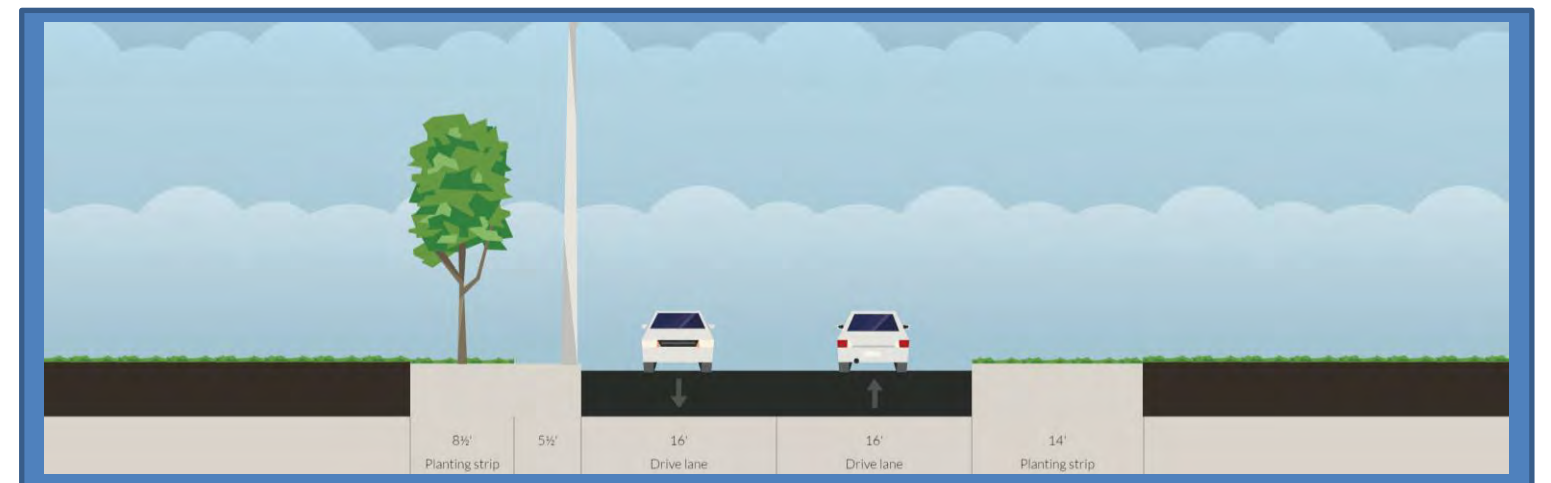 8½' 5½' 16' 16' 14'
Planting strip Drive lane Drive lane Planting strip